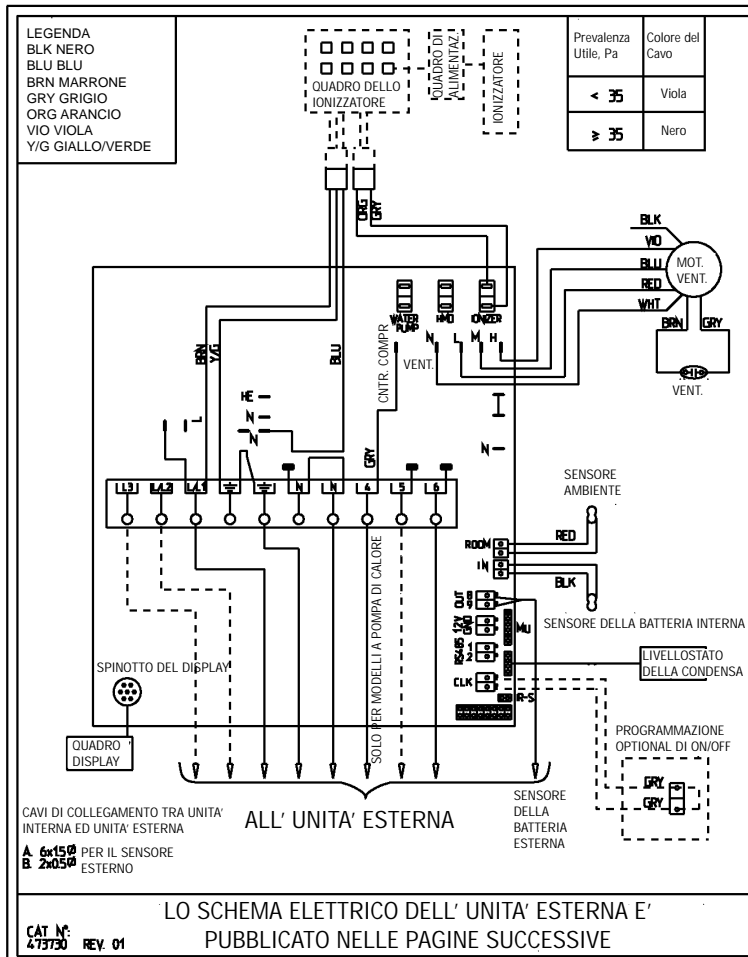 LEGENDA
BLK NERO
BLU BLU
BRN MARRONE
GRY GRIGIO
ORG ARANCIO
VIO VIOLA
Y/G GIALLO/VERDE
QUADRO DELLO
IONIZZATORE
QUADRO DI
ALIMENTAZ.
IONIZZATORE
Prevalenza
Utile, Pa
Colore del
Cavo
< 35
Viola
≥ 35
Nero
ORG
GRY
BLK
VIO
BLU
RED
WHT
MOT.
VENT.
BRN
GRY
VENT.
WATER
PUMP
HMD
IONIZER
CNTR. COMPR
N
L
M
H
VENT.
BRN
Y/G
BLU
L
HE
N
N
GRY
I
N
L3
L/L2
L/L1
N
N
4
5
6
SENSORE
AMBIENTE
ROOM
RED
IN
BLK
SENSORE DELLA BATTERIA INTERNA
OUT
12V
GND
MU
RS485
1
2
CLK
R-S
LIVELLOSTATO
DELLA CONDENSA
SPINOTTO DEL DISPLAY
QUADRO
DISPLAY
SOLO PER MODELLI A POMPA DI CALORE
PROGRAMMAZIONE
OPTIONAL DI ON/OFF
GRY
GRY
CAVI DI COLLEGAMENTO TRA UNITA'
INTERNA ED UNITA' ESTERNA
A. 6x1.5Ø
B. 2x0.5Ø
PER IL SENSORE
ESTERNO
ALL' UNITA' ESTERNA
SENSORE
DELLA
BATTERIA
ESTERNA
LO SCHEMA ELETTRICO DELL' UNITA' ESTERNA E'
PUBBLICATO NELLE PAGINE SUCCESSIVE
CAT Nº:
473730 REV. 01